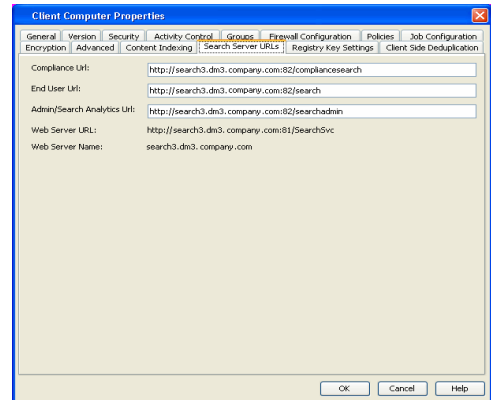 Client Computer Properties
General Version Security Activity Control Groups Firewall Configuration Policies Job Configuration
Encryption Advanced Content Indexing Search Server URLs Registry Key Settings Client Side Deduplication
Compliance Url: http://search3.dm3.company.com:82/compliancesearch
End User Url: http://search3.dm3.company.com:82/search
Admin/Search Analytics Url: http://search3.dm3.company.com:82/searchadmin
Web Server URL: http://search3.dm3.company.com:81/SearchSvc
Web Server Name: search3.dm3.company.com
OK Cancel Help